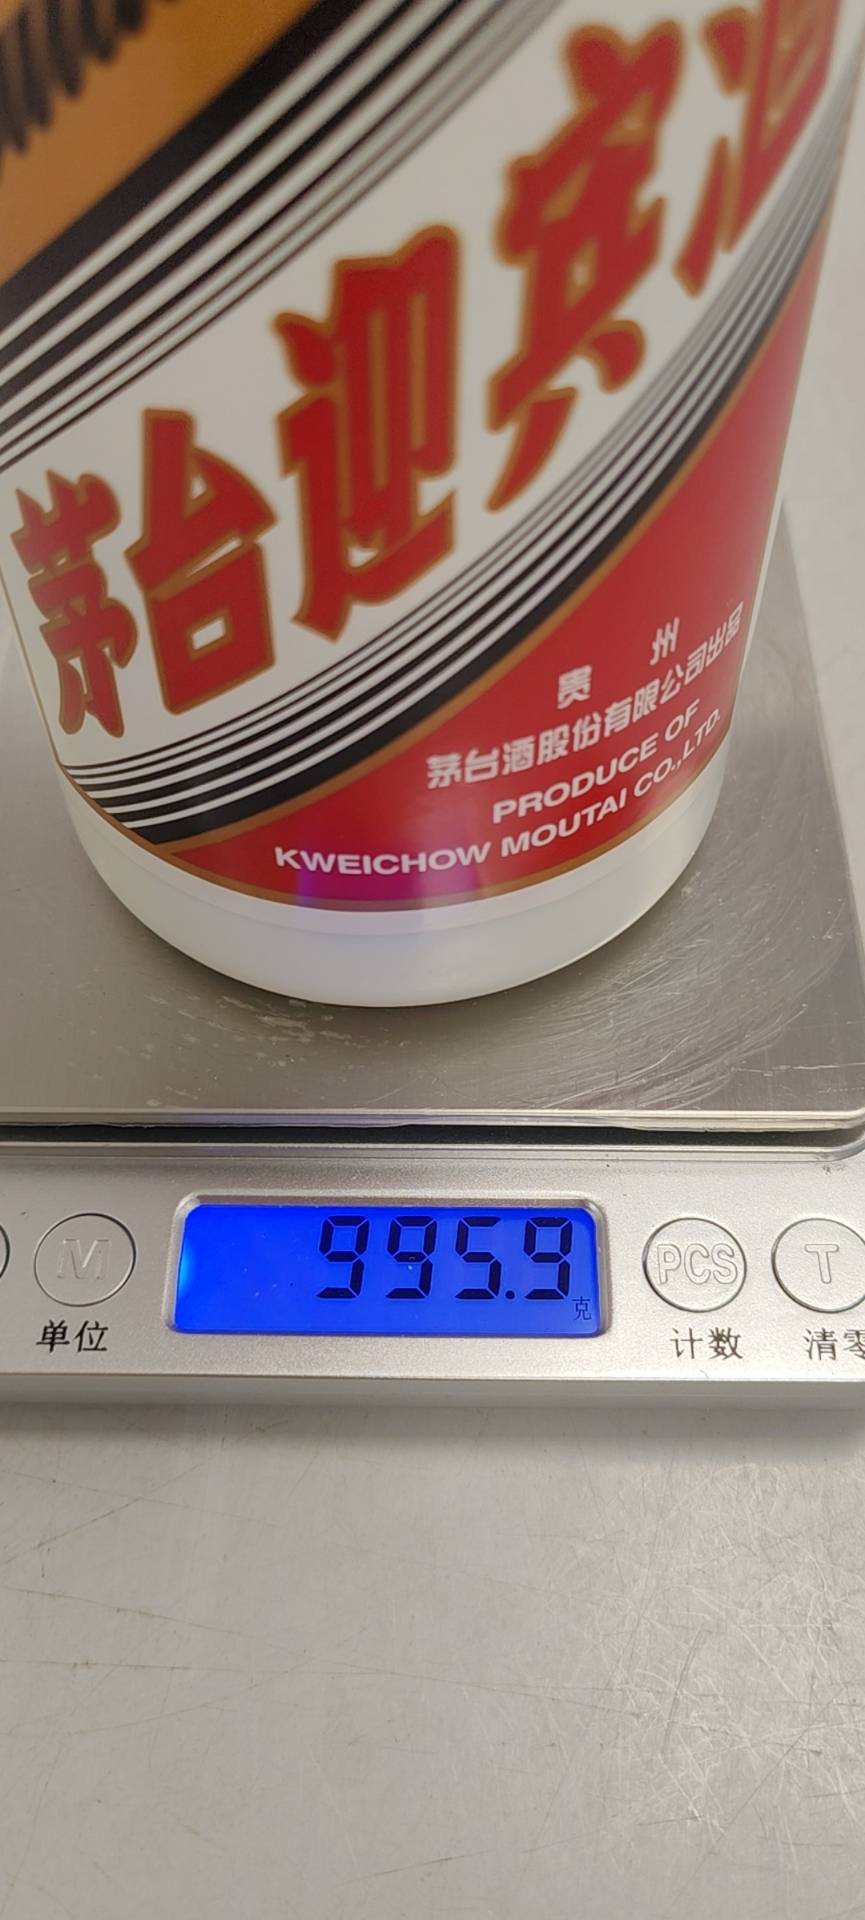 茅台迎宾酒
贵州
茅台酒股份有限公司出品
PRODUCE OF
KWEICHOW MOUTAI CO.,LTD.
995.9
克
M
PCS
T
单位
计数
清零